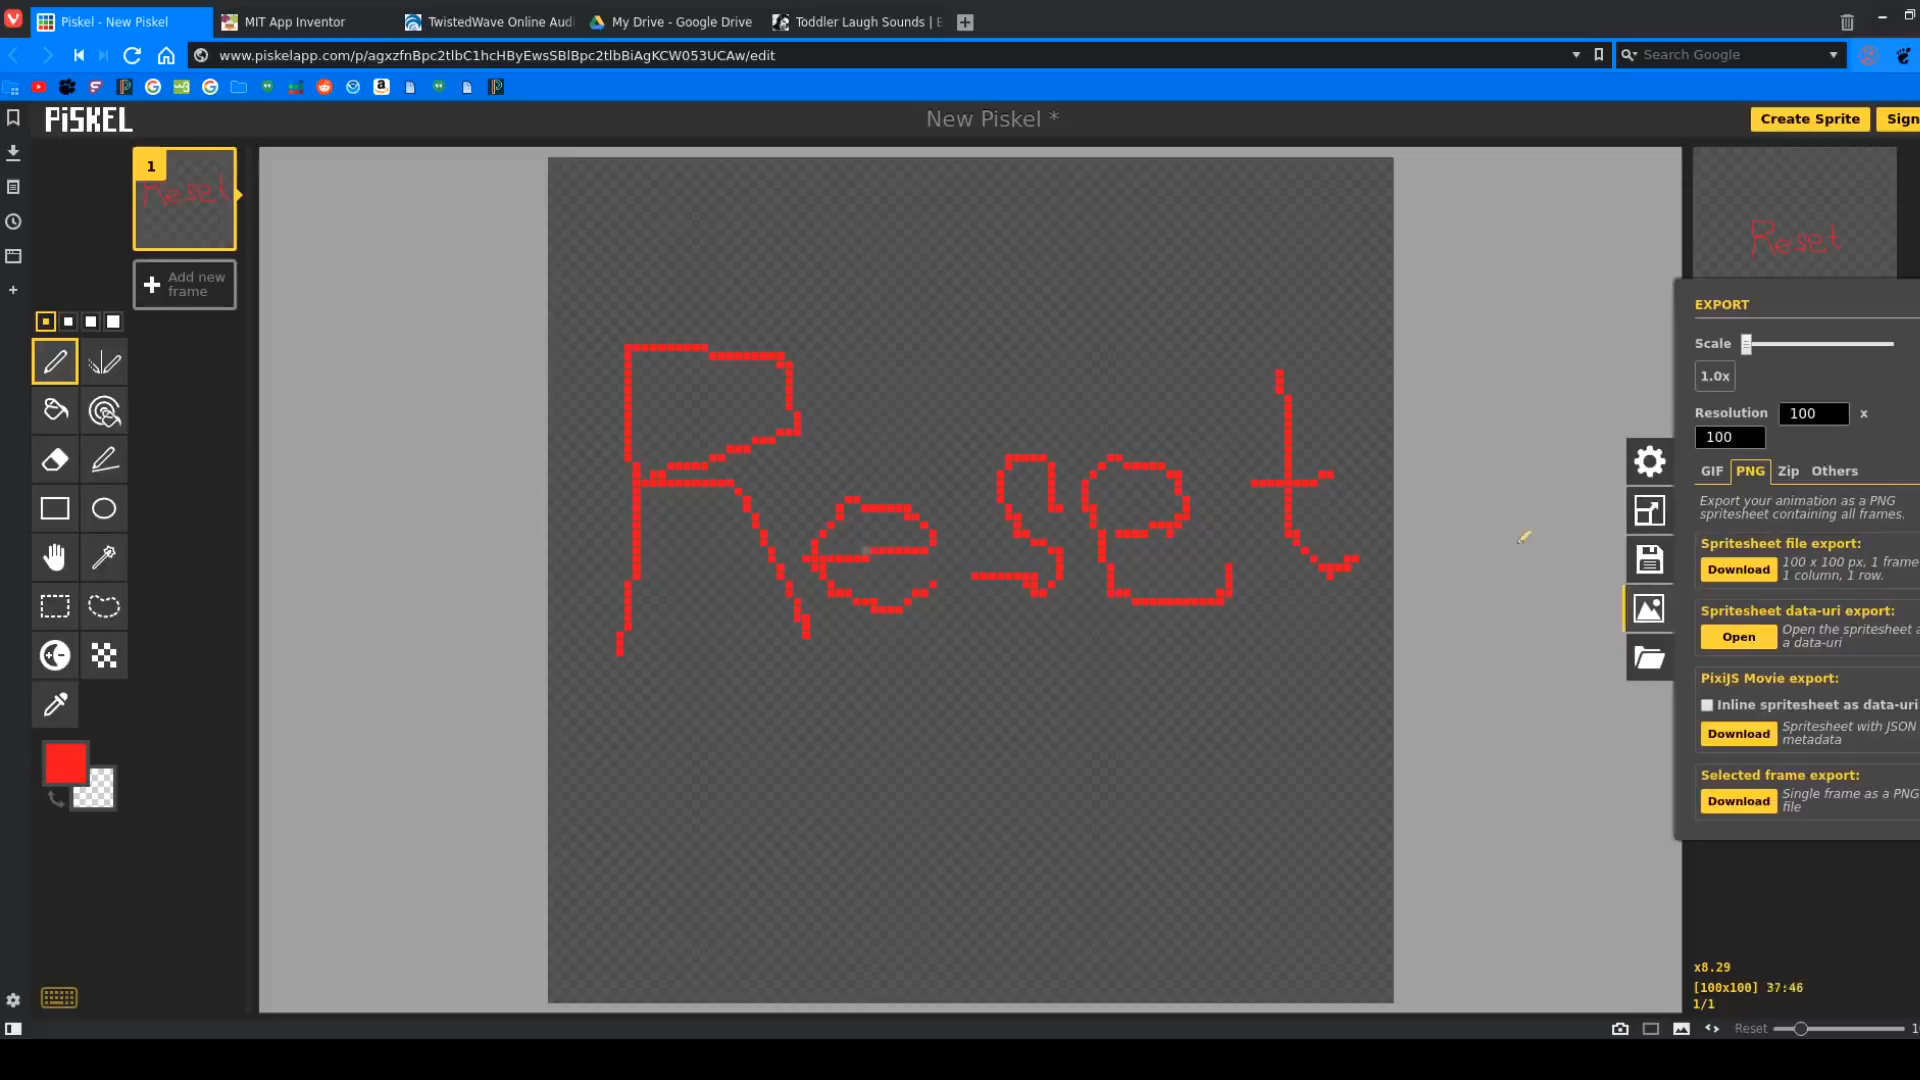 Piskel - New Piskel
MIT App Inventor
TwistedWave Online Audi
My Drive - Google Drive
Toddler Laugh Sounds | E
www.piskelapp.com/p/agxzfnBpc2tlbC1hcHByEwsSBlBpc2tlbBiAgKCW053UCAw/edit
Search Google
PiSKEL
New Piskel *
Create Sprite
Sign
1
Reset
Add new
frame
Reset
Reset
EXPORT
Scale
1.0x
Resolution 100 x
100
GIF PNG Zip Others
Export your animation as a PNG
spritesheet containing all frames.
Spritesheet file export:
Download 100 x 100 px, 1 frame
1 column, 1 row.
Spritesheet data-uri export:
Open Open the spritesheet a
a data-uri
PixiJS Movie export:
Inline spritesheet as data-uri
Download Spritesheet with JSON
metadata
Selected frame export:
Download Single frame as a PNG
file
x8.29
[100x100] 37:46
1/1
Reset